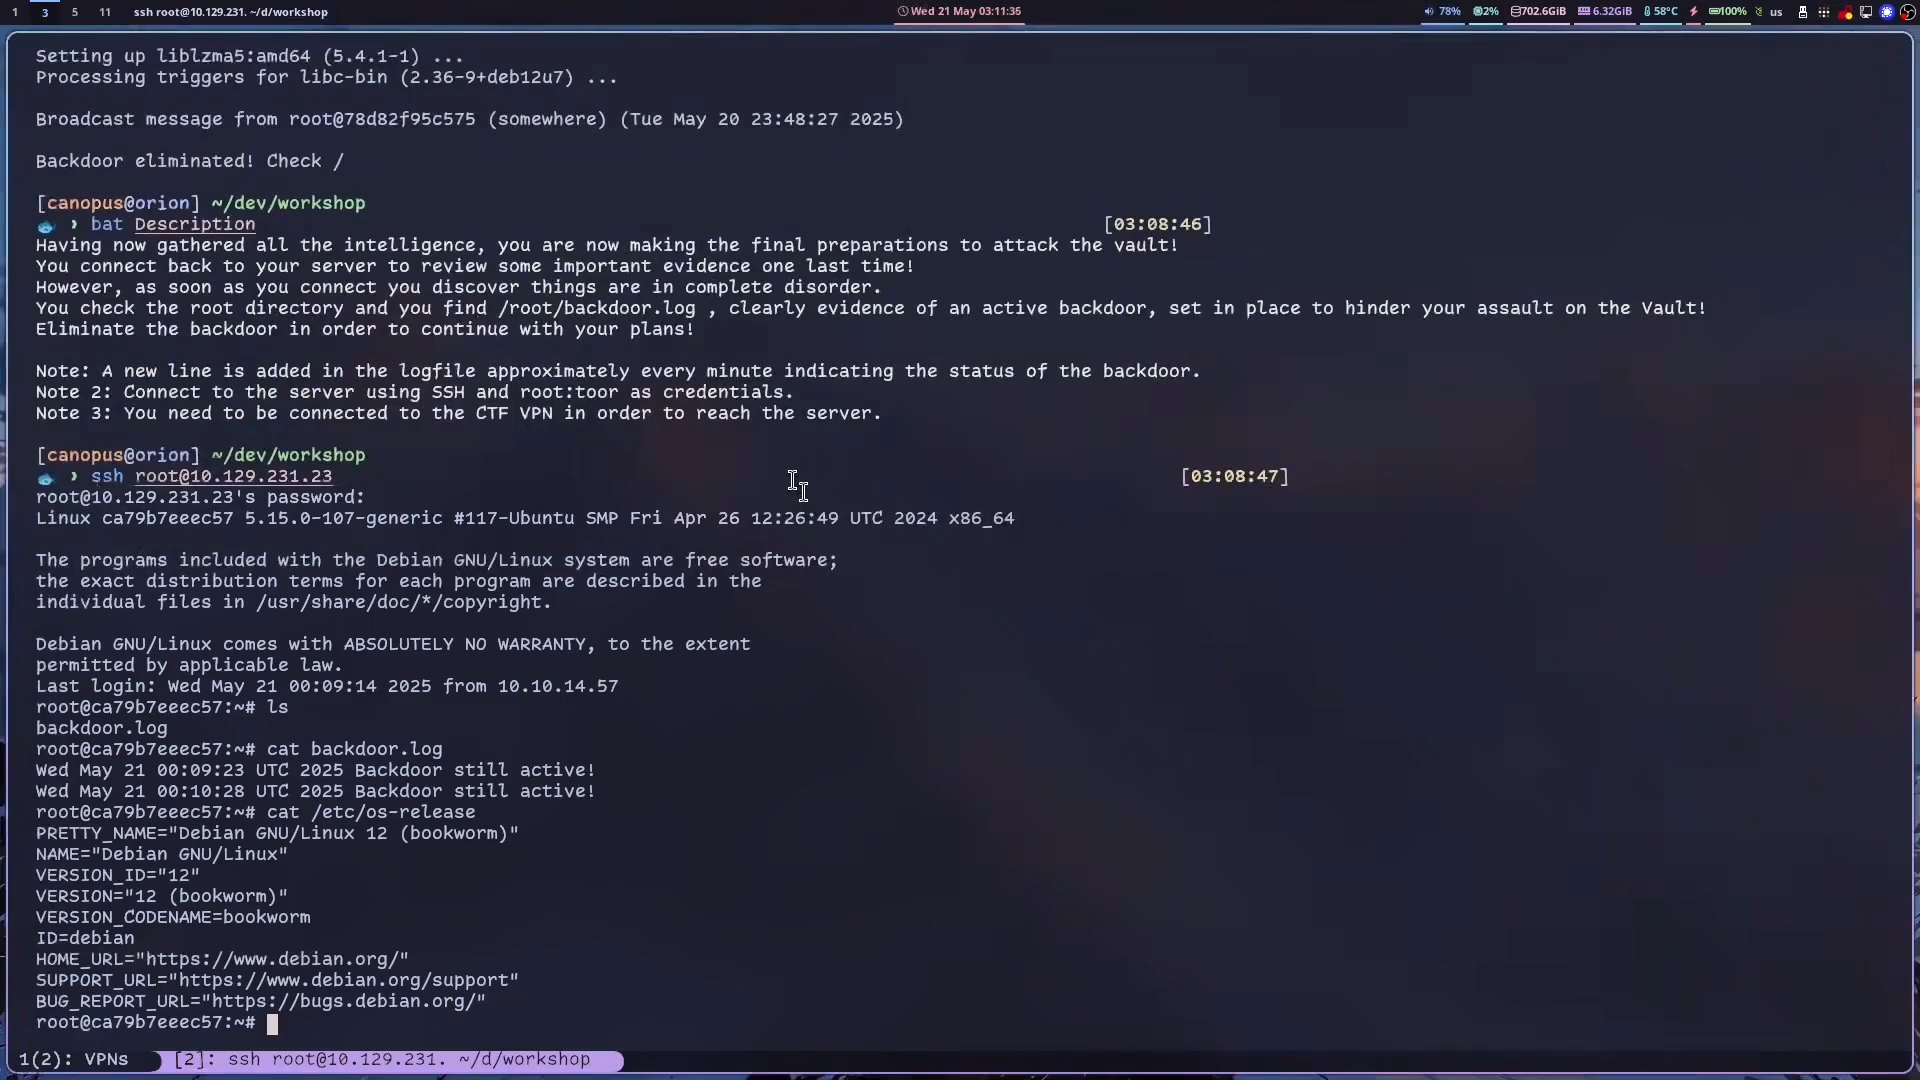 1 3 5 11 ssh root@10.129.231. ~/d/workshop Wed 21 May 03:11:35 78% 2% 702.6GiB 6.32GiB 58°C 100% us
Setting up liblzma5:amd64 (5.4.1-1) ...
Processing triggers for libc-bin (2.36-9+deb12u7) ...
Broadcast message from root@78d82f95c575 (somewhere) (Tue May 20 23:48:27 2025)
Backdoor eliminated! Check /
[canopus@orion] ~/dev/workshop
› bat Description [03:08:46]
Having now gathered all the intelligence, you are now making the final preparations to attack the vault!
You connect back to your server to review some important evidence one last time!
However, as soon as you connect you discover things are in complete disorder.
You check the root directory and you find /root/backdoor.log , clearly evidence of an active backdoor, set in place to hinder your assault on the Vault!
Eliminate the backdoor in order to continue with your plans!
Note: A new line is added in the logfile approximately every minute indicating the status of the backdoor.
Note 2: Connect to the server using SSH and root:toor as credentials.
Note 3: You need to be connected to the CTF VPN in order to reach the server.
[canopus@orion] ~/dev/workshop
› ssh root@10.129.231.23 [03:08:47]
root@10.129.231.23's password:
Linux ca79b7eeec57 5.15.0-107-generic #117-Ubuntu SMP Fri Apr 26 12:26:49 UTC 2024 x86_64
The programs included with the Debian GNU/Linux system are free software;
the exact distribution terms for each program are described in the
individual files in /usr/share/doc/*/copyright.
Debian GNU/Linux comes with ABSOLUTELY NO WARRANTY, to the extent
permitted by applicable law.
Last login: Wed May 21 00:09:14 2025 from 10.10.14.57
root@ca79b7eeec57:~# ls
backdoor.log
root@ca79b7eeec57:~# cat backdoor.log
Wed May 21 00:09:23 UTC 2025 Backdoor still active!
Wed May 21 00:10:28 UTC 2025 Backdoor still active!
root@ca79b7eeec57:~# cat /etc/os-release
PRETTY_NAME="Debian GNU/Linux 12 (bookworm)"
NAME="Debian GNU/Linux"
VERSION_ID="12"
VERSION="12 (bookworm)"
VERSION_CODENAME=bookworm
ID=debian
HOME_URL="https://www.debian.org/"
SUPPORT_URL="https://www.debian.org/support"
BUG_REPORT_URL="https://bugs.debian.org/"
root@ca79b7eeec57:~#
1(2): VPNs [2]: ssh root@10.129.231. ~/d/workshop